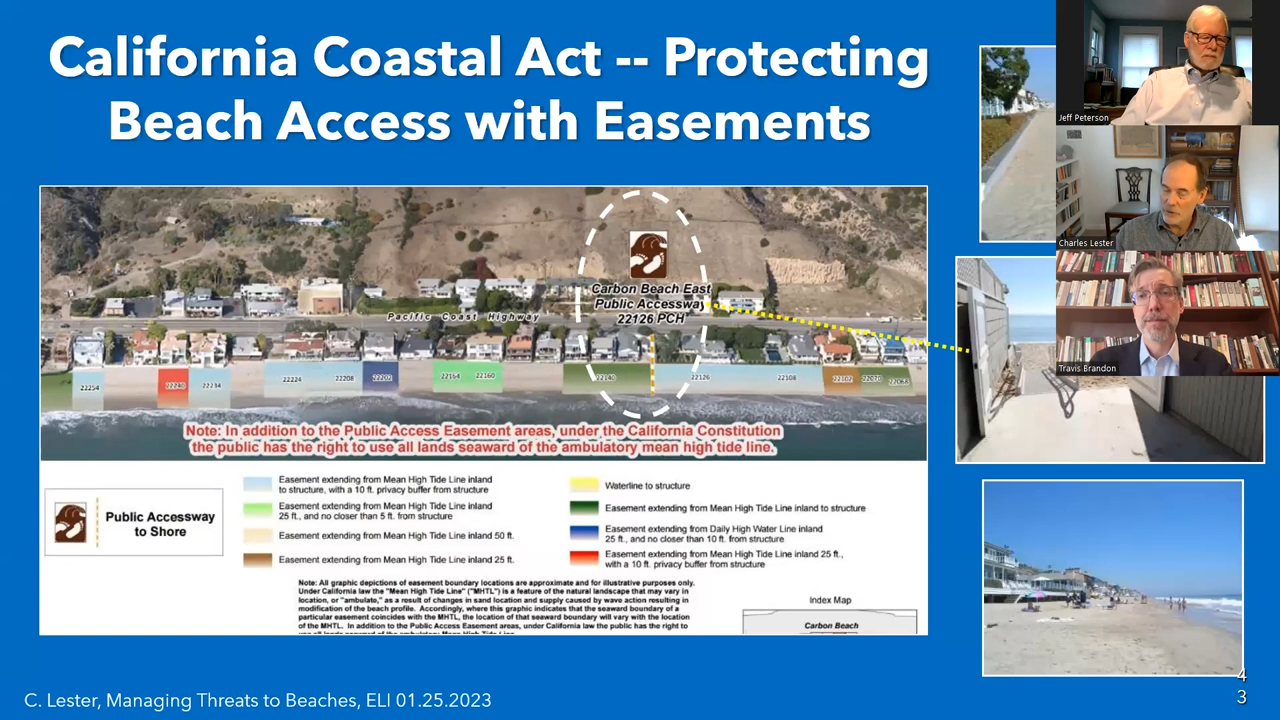 California Coastal Act -- Protecting
Beach Access with Easements
Jeff Peterson
Charles Lester
Travis Brandon
Carbon Beach East
Public Accessway
22126 PCH
Pacific Coast Highway
22254
22240
22234
22224
22208
22202
22164
22160
22140
22126
22108
22102
22070
22068
Note: In addition to the Public Access Easement areas, under the California Constitution
the public has the right to use all lands seaward of the ambulatory mean high tide line.
Public Accessway
to Shore
Easement extending from Mean High Tide Line inland
to structure, with a 10 ft. privacy buffer from structure
Easement extending from Mean High Tide Line inland
25 ft., and no closer than 5 ft. from structure
Easement extending from Mean High Tide Line inland 50 ft.
Easement extending from Mean High Tide Line inland 25 ft.
Waterline to structure
Easement extending from Mean High Tide Line inland to structure
Easement extending from Daily High Water Line inland
25 ft., and no closer than 10 ft. from structure
Easement extending from Mean High Tide Line inland 25 ft.,
with a 10 ft. privacy buffer from structure
Note: All graphic depictions of easement boundary locations are approximate and for illustrative purposes only.
Under California law the "Mean High Tide Line" ("MHTL") is a feature of the natural landscape that may vary in
location, or "ambulate," as a result of changes in sand location and supply caused by wave action resulting in
modification of the beach profile. Accordingly, where this graphic indicates that the seaward boundary of a
particular easement coincides with the MHTL, the location of that seaward boundary will vary with the location
of the MHTL. In addition to the Public Access Easement areas, under California law the public has the right to
Index Map
Carbon Beach
C. Lester, Managing Threats to Beaches, ELI 01.25.2023
4
3